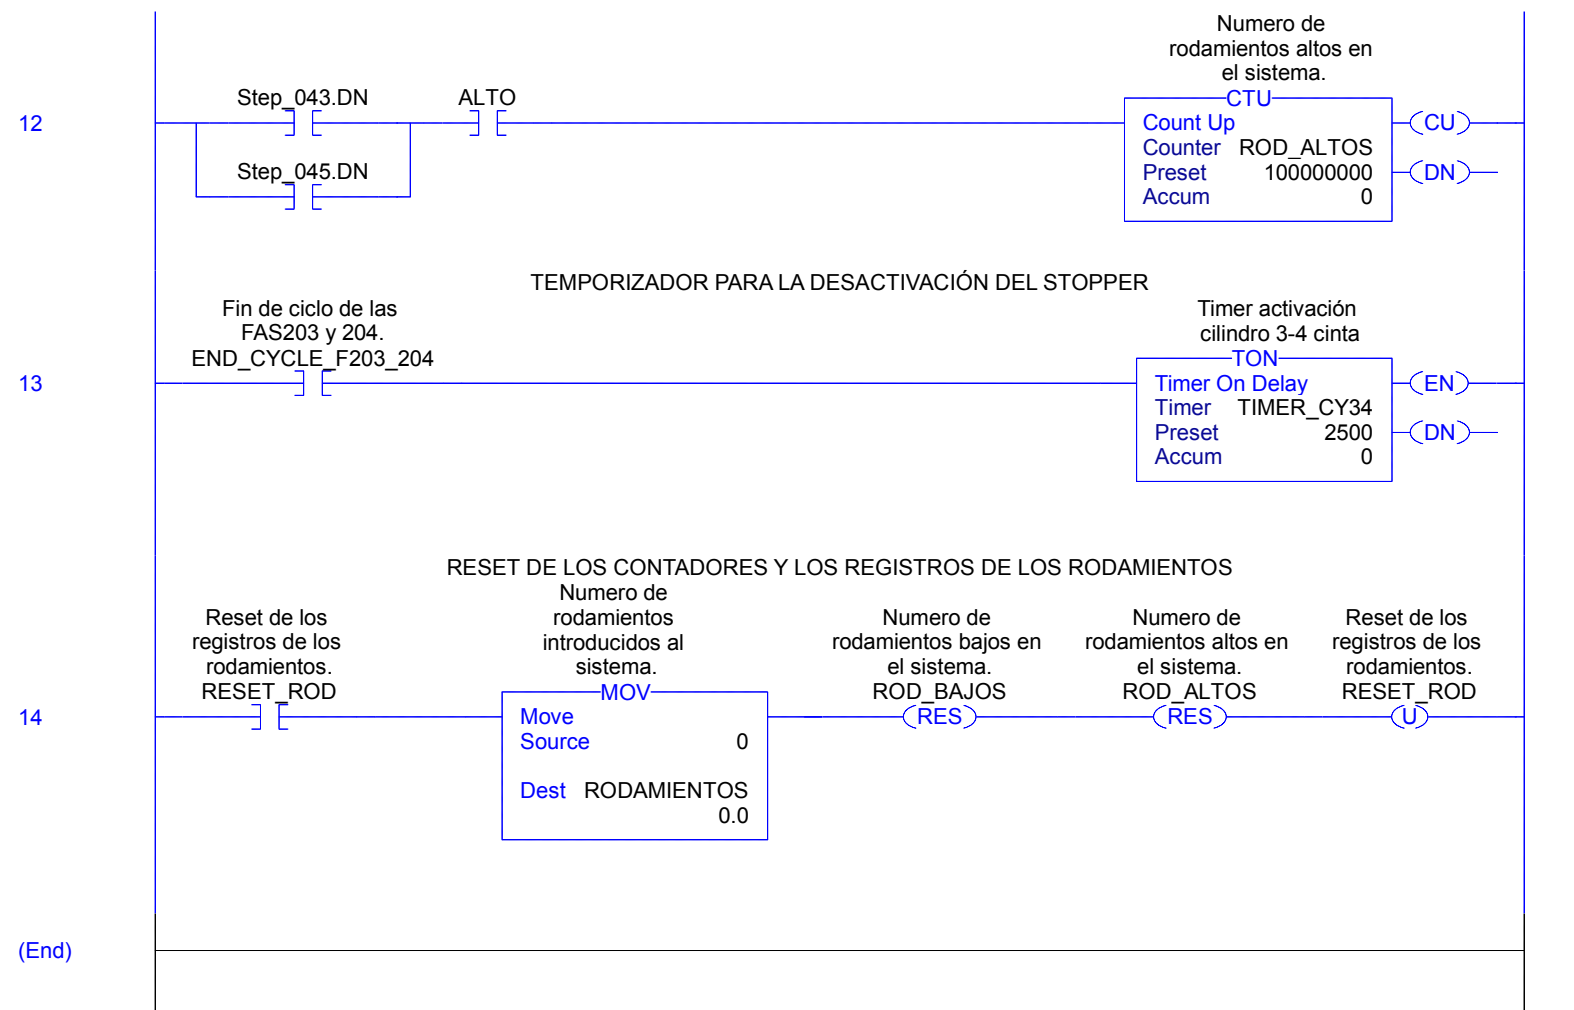 Numero de
rodamientos altos en
el sistema.
Step_043.DN
ALTO
CTU
12
Count Up
CU
Counter ROD_ALTOS
Step_045.DN
Preset 100000000
DN
Accum 0
TEMPORIZADOR PARA LA DESACTIVACIÓN DEL STOPPER
Fin de ciclo de las
FAS203 y 204.
END_CYCLE_F203_204
Timer activación
cilindro 3-4 cinta
TON
13
Timer On Delay
EN
Timer TIMER_CY34
Preset 2500
DN
Accum 0
RESET DE LOS CONTADORES Y LOS REGISTROS DE LOS RODAMIENTOS
Reset de los
registros de los
rodamientos.
RESET_ROD
Numero de
rodamientos
introducidos al
sistema.
MOV
Numero de
rodamientos bajos en
el sistema.
ROD_BAJOS
Numero de
rodamientos altos en
el sistema.
ROD_ALTOS
Reset de los
registros de los
rodamientos.
RESET_ROD
14
Move
Source 0
Dest RODAMIENTOS
0.0
RES
RES
U
(End)